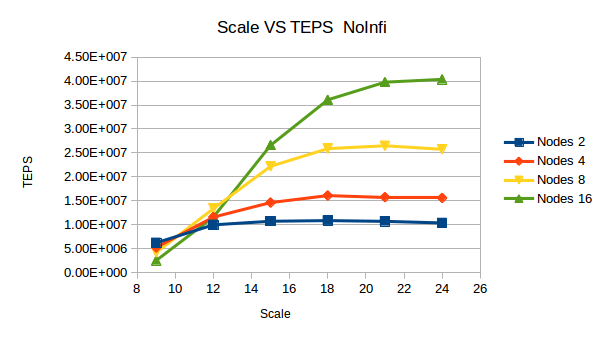 Scale VS TEPS  NoInfi
4.50E+007
4.00E+007
3.50E+007
3.00E+007
2.50E+007
2.00E+007
1.50E+007
1.00E+007
5.00E+006
0.00E+000
TEPS
8 10 12 14 16 18 20 22 24 26
Scale
Nodes 2
Nodes 4
Nodes 8
Nodes 16